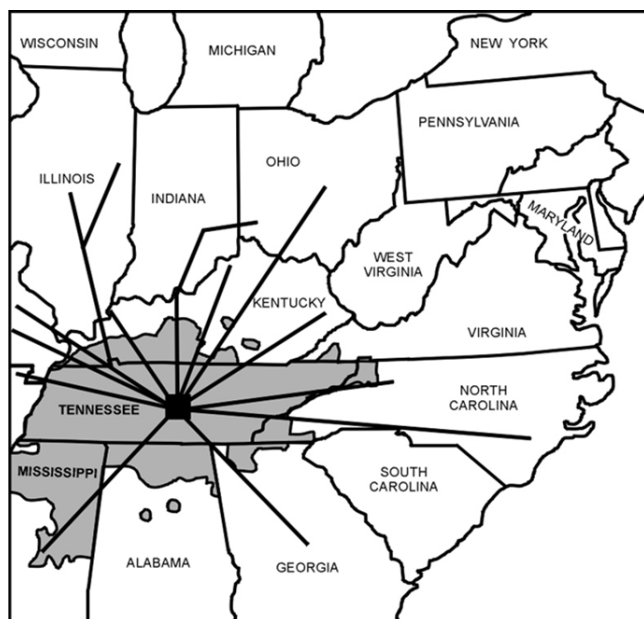 WISCONSIN
MICHIGAN
NEW YORK
PENNSYLVANIA
OHIO
ILLINOIS
INDIANA
MARYLAND
WEST
VIRGINIA
KENTUCKY
VIRGINIA
NORTH
CAROLINA
TENNESSEE
MISSISSIPPI
SOUTH
CAROLINA
ALABAMA
GEORGIA